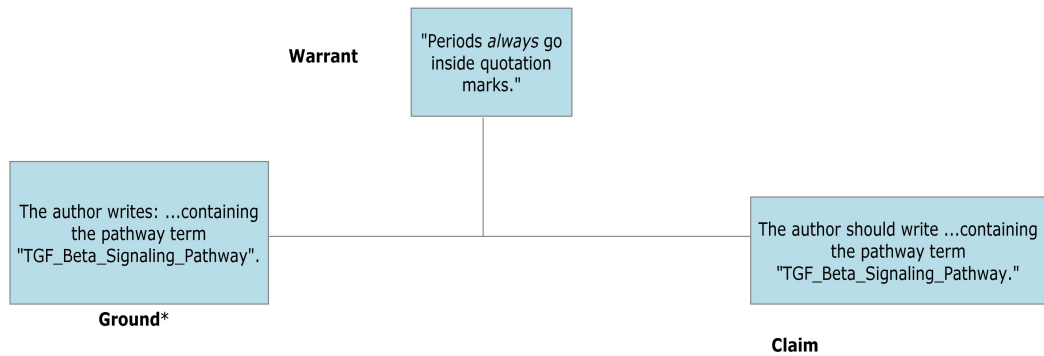 Warrant
"Periods always go
inside quotation
marks."
The author writes: ...containing
the pathway term
"TGF_Beta_Signaling_Pathway".
Ground*
The author should write ...containing
the pathway term
"TGF_Beta_Signaling_Pathway."
Claim